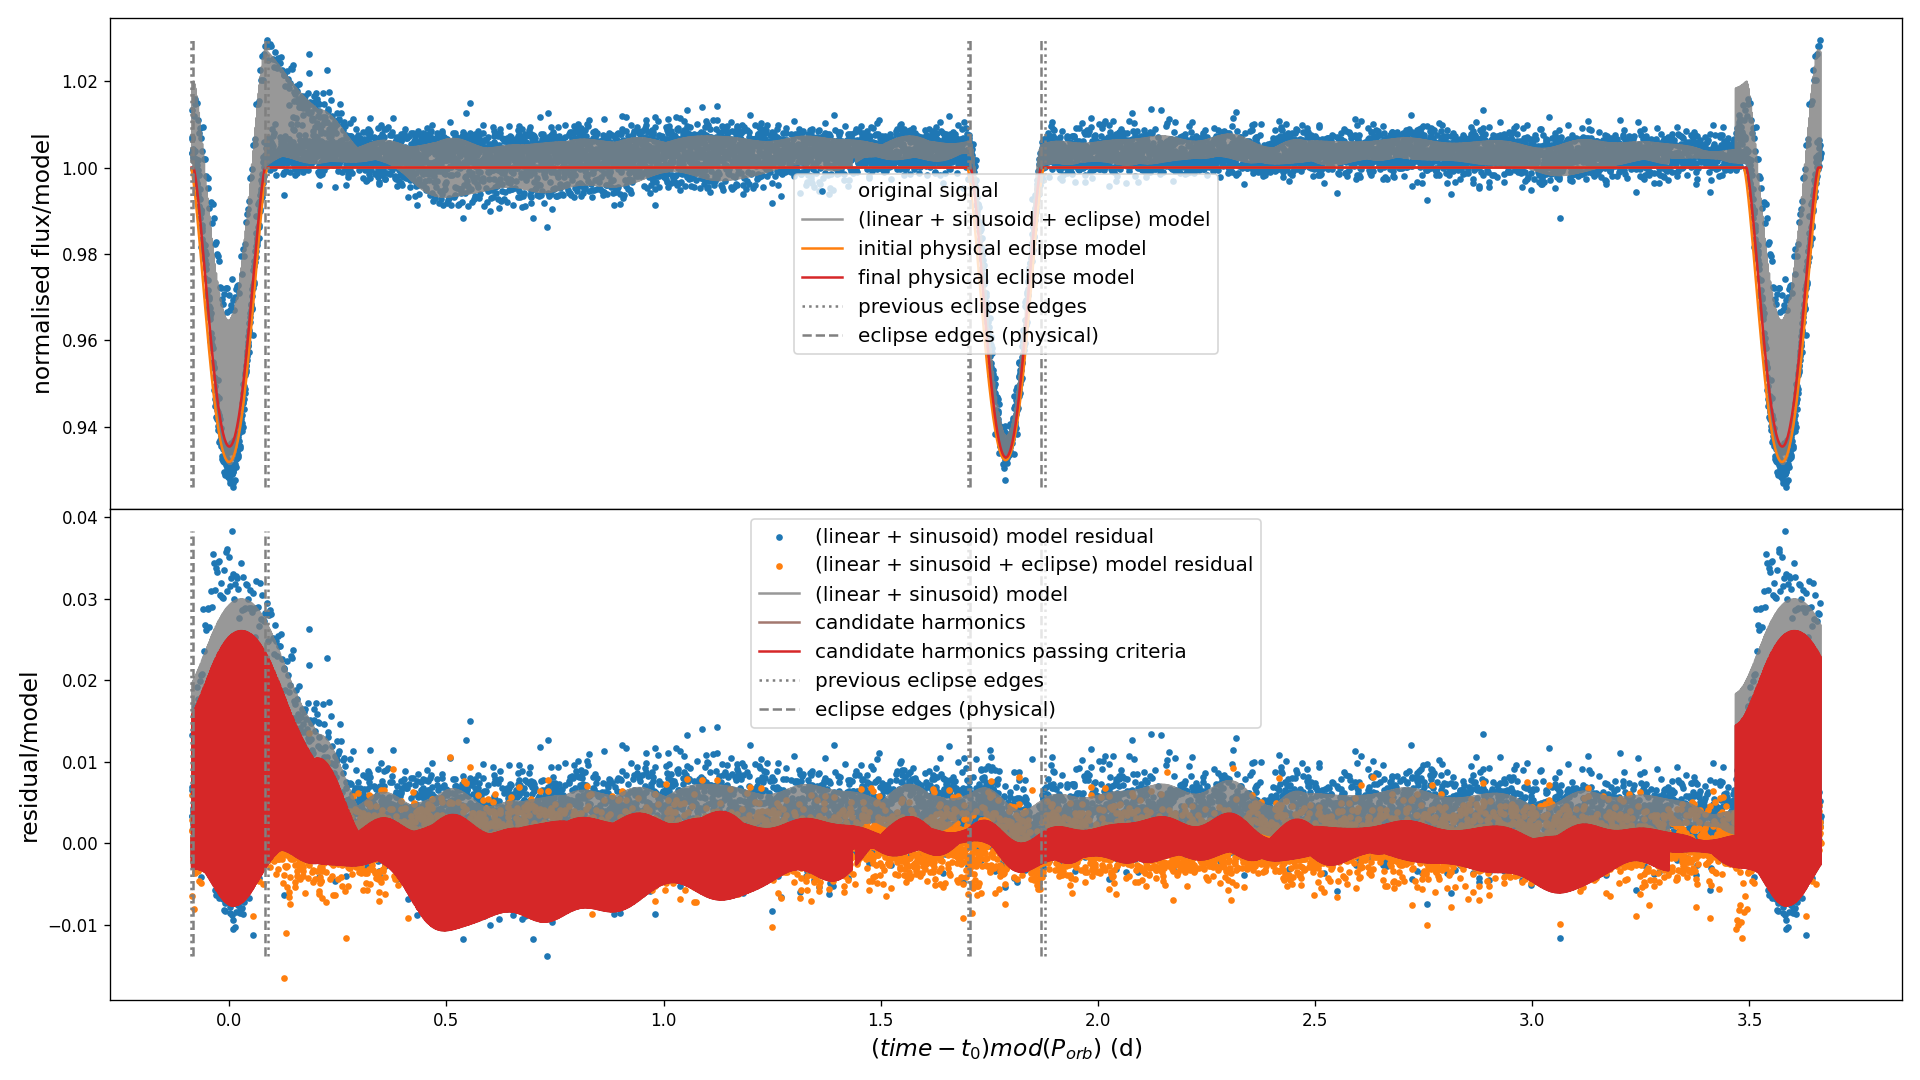 normalised flux/model
1.02
1.00
0.98
0.96
0.94
original signal
(linear + sinusoid + eclipse) model
initial physical eclipse model
final physical eclipse model
previous eclipse edges
eclipse edges (physical)
residual/model
0.04
0.03
0.02
0.01
0.00
−0.01
(linear + sinusoid) model residual
(linear + sinusoid + eclipse) model residual
(linear + sinusoid) model
candidate harmonics
candidate harmonics passing criteria
previous eclipse edges
eclipse edges (physical)
0.0 0.5 1.0 1.5 2.0 2.5 3.0 3.5
(time − t₀)mod(P_orb) (d)